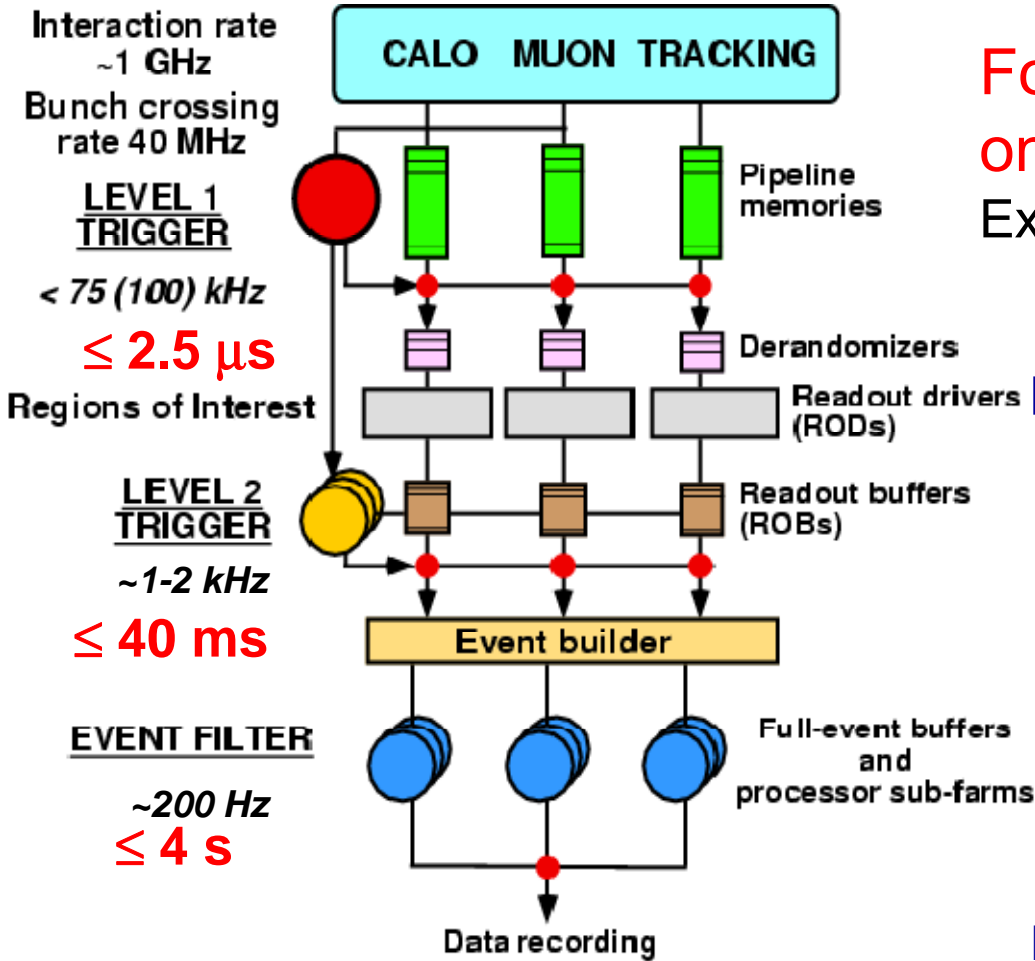 Interaction rate
~1 GHz
Bunch crossing
rate 40 MHz
LEVEL 1
TRIGGER
< 75 (100) kHz
≤ 2.5 μs
Regions of Interest
LEVEL 2
TRIGGER
~1-2 kHz
≤ 40 ms
EVENT FILTER
~200 Hz
≤ 4 s
CALO MUON TRACKING
Pipeline
memories
Derandomizers
Readout drivers
(RODs)
Readout buffers
(ROBs)
Event builder
Full-event buffers
and
processor sub-farms
Data recording